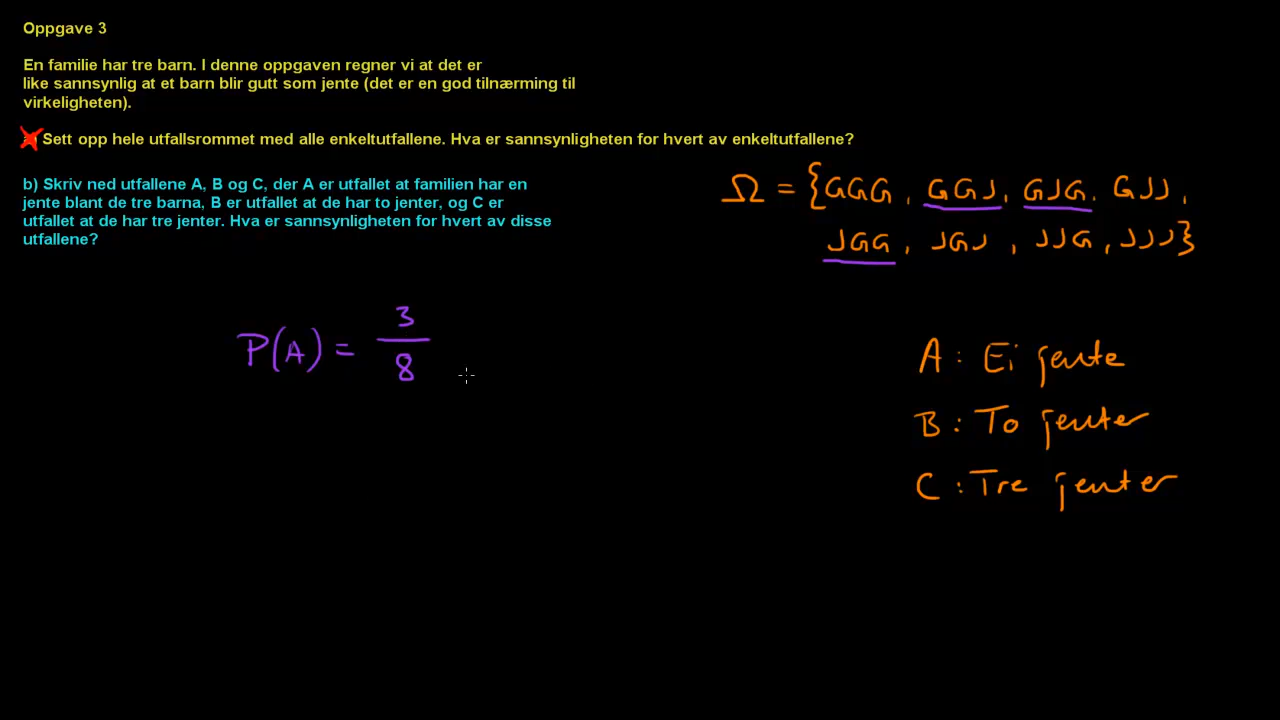 Oppgave 3
En familie har tre barn. I denne oppgaven regner vi at det er
like sannsynlig at et barn blir gutt som jente (det er en god tilnærming til
virkeligheten).
Sett opp hele utfallsrommet med alle enkeltutfallene. Hva er sannsynligheten for hvert av enkeltutfallene?
b) Skriv ned utfallene A, B og C, der A er utfallet at familien har en
jente blant de tre barna, B er utfallet at de har to jenter, og C er
utfallet at de har tre jenter. Hva er sannsynligheten for hvert av disse
utfallene?
Ω = {GGG, GGJ, GJG, GJJ,
JGG, JGJ, JJG, JJJ}
P(A) = 3/8
A: Ei jente
B: To jenter
C: Tre jenter